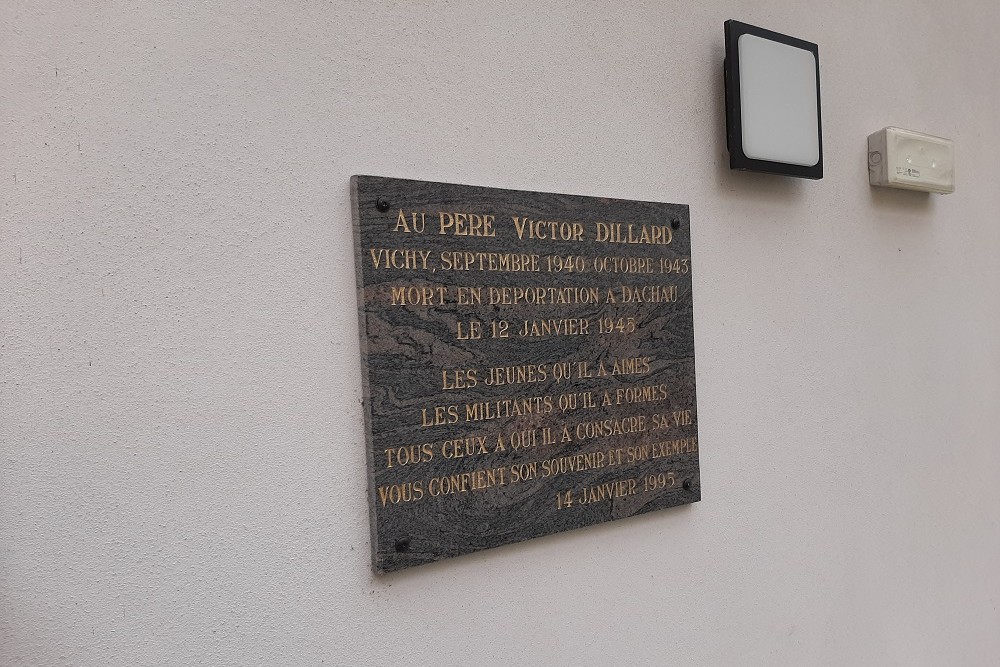 AU PERE VICTOR DILLARD
VICHY, SEPTEMBRE 1940 OCTOBRE 1943
MORT EN DEPORTATION A DACHAU
LE 12 JANVIER 1945
LES JEUNES QU'IL A AIMES
LES MILITANTS QU'IL A FORMES
TOUS CEUX A QUI IL A CONSACRE SA VIE
VOUS CONFIENT SON SOUVENIR ET SON EXEMPLE
14 JANVIER 1995